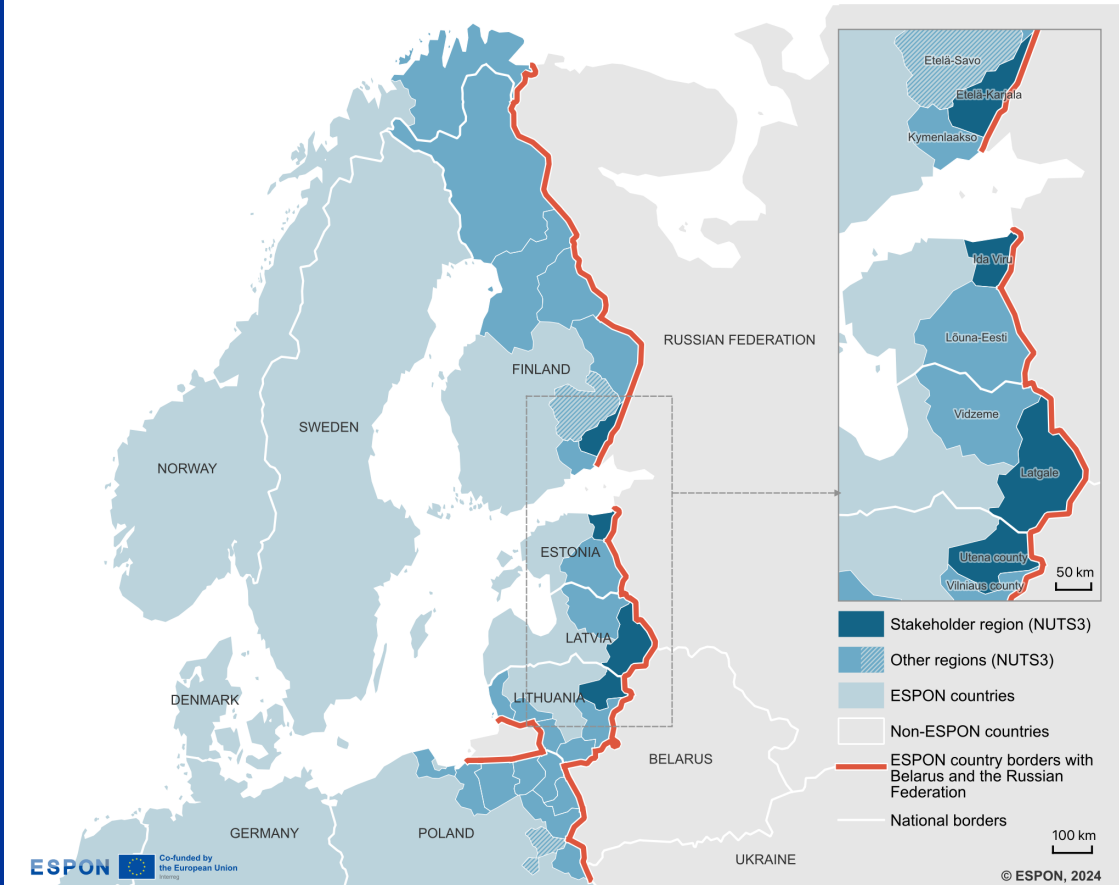 RUSSIAN FEDERATION
FINLAND
SWEDEN
NORWAY
ESTONIA
LATVIA
LITHUANIA
DENMARK
BELARUS
GERMANY
POLAND
UKRAINE
Etelä-Savo
Etelä-Karjala
Kymenlaakso
Ida Viru
Lõuna-Eesti
Vidzeme
Latgale
Utena county
Vilniaus county
50 km
Stakeholder region (NUTS3)
Other regions (NUTS3)
ESPON countries
Non-ESPON countries
ESPON country borders with
Belarus and the Russian
Federation
National borders
100 km
ESPON
Co-funded by
the European Union
Interreg
© ESPON, 2024